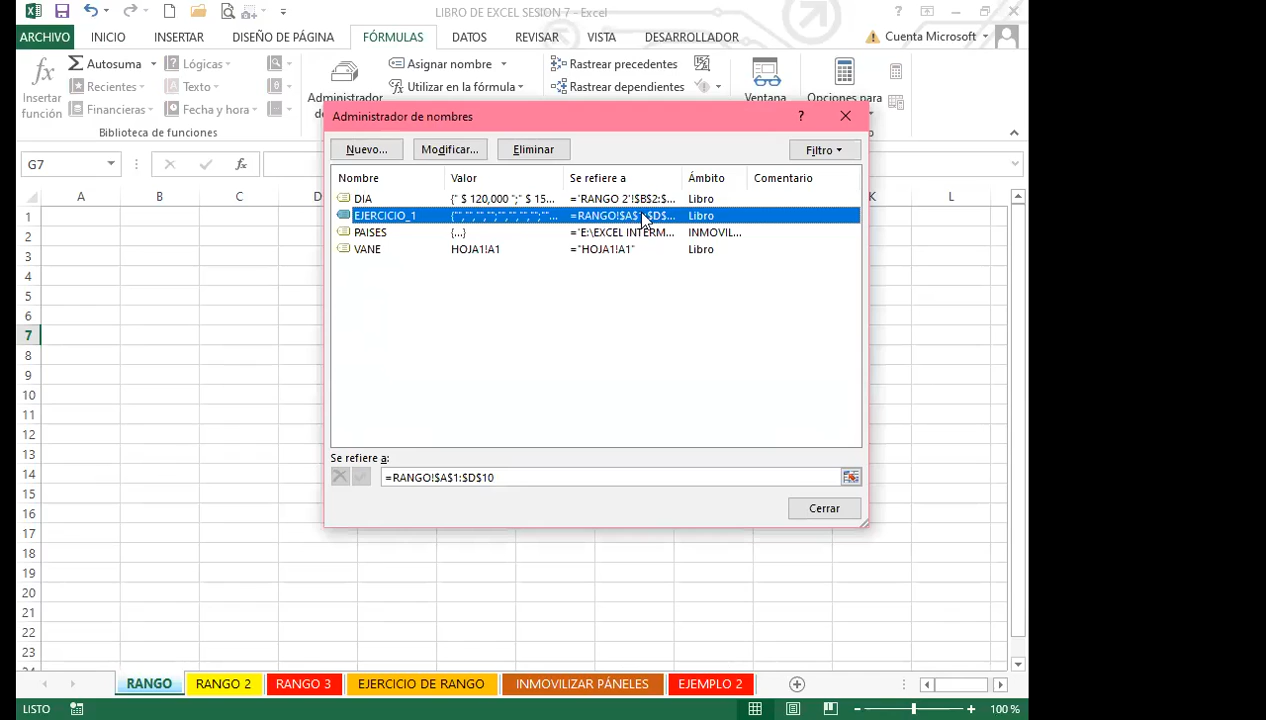 LIBRO DE EXCEL SESION 7 - Excel
ARCHIVO INICIO INSERTAR DISEÑO DE PÁGINA FÓRMULAS DATOS REVISAR VISTA DESARROLLADOR Cuenta Microsoft
Autosuma Lógicas Asignar nombre Rastrear precedentes
Insertar función Recientes Texto Administrador Utilizar en la fórmula Rastrear dependientes Ventana Opciones para
Financieras Fecha y hora
Biblioteca de funciones
Administrador de nombres
Nuevo... Modificar... Eliminar Filtro
G7 fx
Nombre Valor Se refiere a Ámbito Comentario
DIA {" $ 120,000 ";" $ 15... ='RANGO 2'!$B$2:$... Libro
EJERCICIO_1 {"","","","";"","","","";""... =RANGO!$A$1:$D$... Libro
PAISES {...} ='E:\EXCEL INTERM... INMOVIL...
VANE HOJA1!A1 ="HOJA1!A1" Libro
Se refiere a:
=RANGO!$A$1:$D$10
Cerrar
A B C D K L
1
2
3
4
5
6
7
8
9
10
11
12
13
14
15
16
17
18
19
20
21
22
23
RANGO RANGO 2 RANGO 3 EJERCICIO DE RANGO INMOVILIZAR PÁNELES EJEMPLO 2
LISTO 100 %